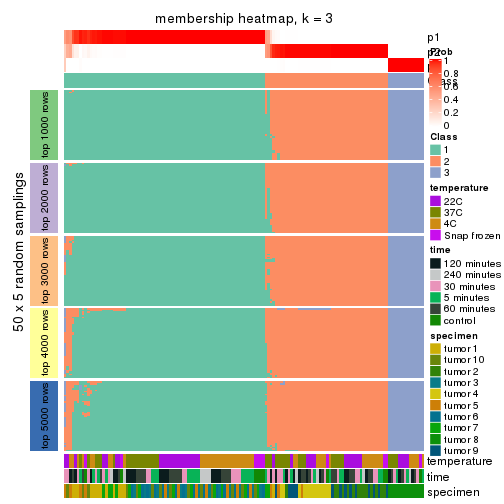 membership heatmap, k = 3
p1
p2
Prob
1
0.8
0.6
0.4
0.2
0
Class
1
2
3
temperature
22C
37C
4C
Snap frozen
time
120 minutes
240 minutes
30 minutes
5 minutes
60 minutes
control
specimen
tumor 1
tumor 10
tumor 2
tumor 3
tumor 4
tumor 5
tumor 6
tumor 7
tumor 8
tumor 9
50 x 5 random samplings
top 1000 rows
top 2000 rows
top 3000 rows
top 4000 rows
top 5000 rows
temperature
time
specimen